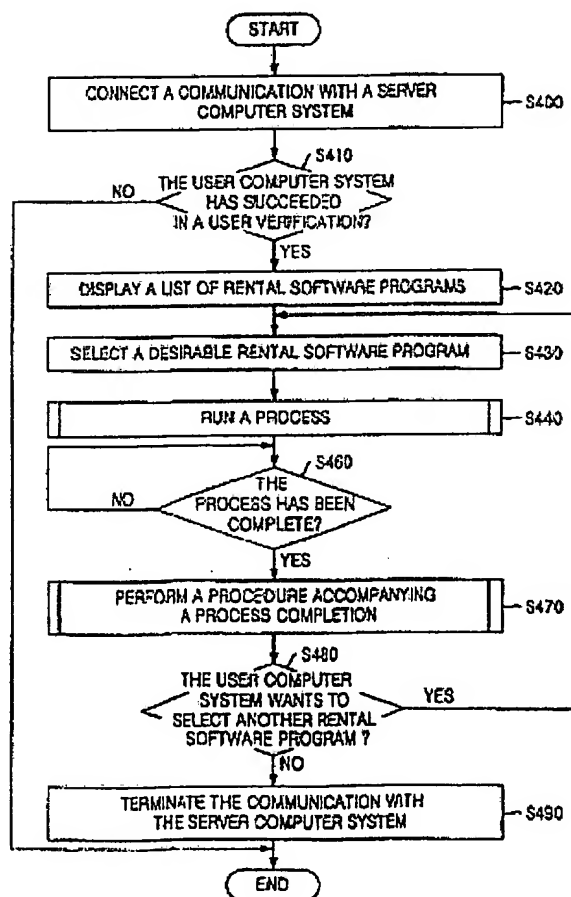 START
CONNECT A COMMUNICATION WITH A SERVER
COMPUTER SYSTEM
S400
S410
NO
THE USER COMPUTER SYSTEM
HAS SUCCEEDED
IN A USER VERIFICATION?
YES
DISPLAY A LIST OF RENTAL SOFTWARE PROGRAMS
S420
SELECT A DESIRABLE RENTAL SOFTWARE PROGRAM
S430
RUN A PROCESS
S440
S460
NO
THE
PROCESS HAS BEEN
COMPLETE?
YES
PERFORM A PROCEDURE ACCOMPANYING
A PROCESS COMPLETION
S470
S480
THE USER COMPUTER
SYSTEM WANTS TO
SELECT ANOTHER RENTAL
SOFTWARE PROGRAM ?
YES
NO
TERMINATE THE COMMUNICATION WITH
THE SERVER COMPUTER SYSTEM
S490
END